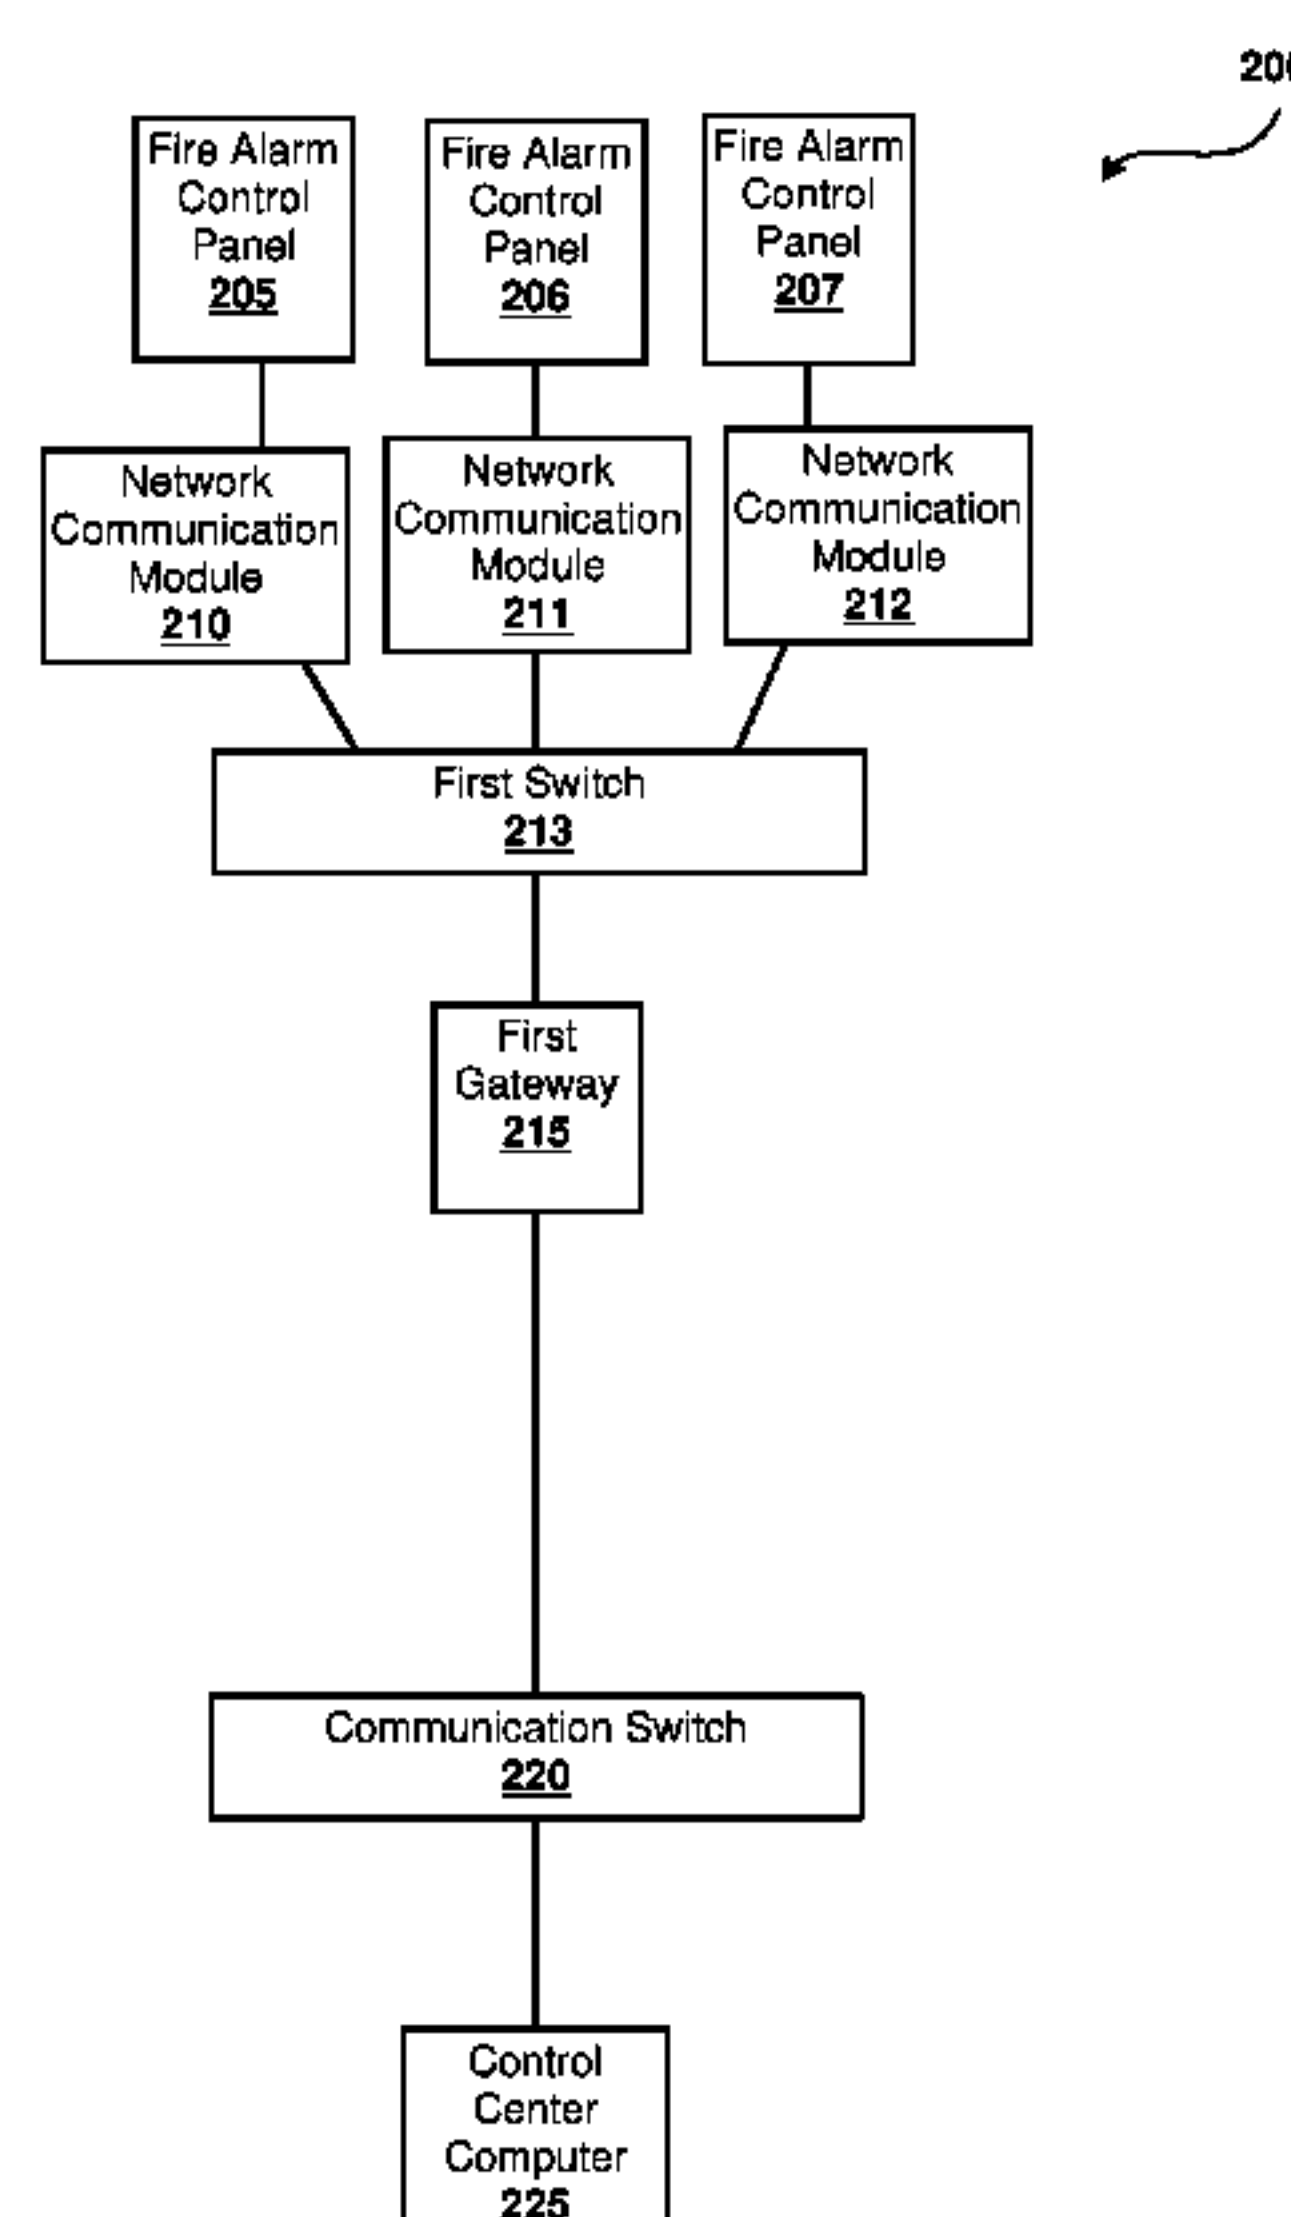 Fire Alarm
Control
Panel
205
Fire Alarm
Control
Panel
206
Fire Alarm
Control
Panel
207
Network
Communication
Module
210
Network
Communication
Module
211
Network
Communication
Module
212
First Switch
213
First
Gateway
215
Communication Switch
220
Control
Center
Computer
225